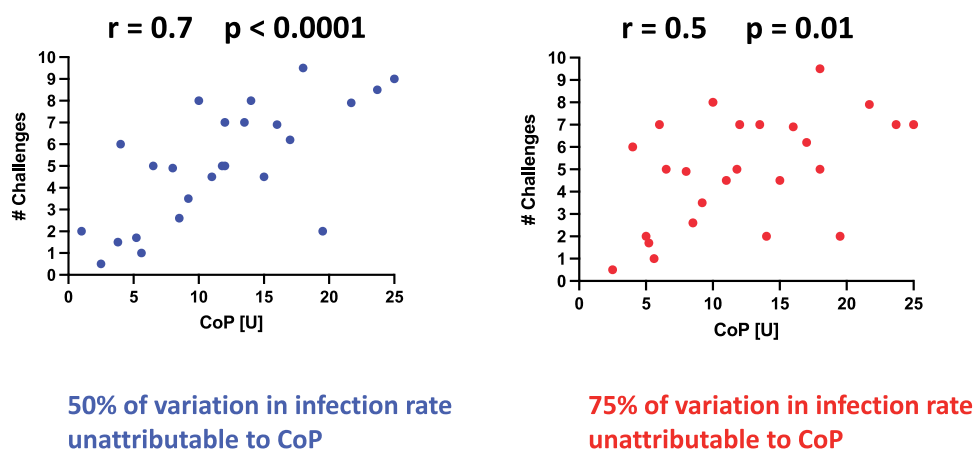 r = 0.7 p < 0.0001
10
9
8
7
6
5
4
3
2
1
0
# Challenges
0 5 10 15 20 25
CoP [U]
50% of variation in infection rate
unattributable to CoP
r = 0.5 p = 0.01
10
9
8
7
6
5
4
3
2
1
0
# Challenges
0 5 10 15 20 25
CoP [U]
75% of variation in infection rate
unattributable to CoP